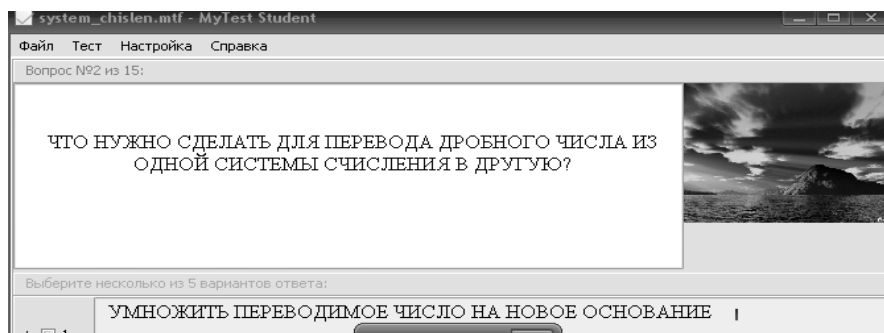 system_chislen.mtf - MyTest Student
Файл Тест Настройка Справка
Вопрос №2 из 15:
ЧТО НУЖНО СДЕЛАТЬ ДЛЯ ПЕРЕВОДА ДРОБНОГО ЧИСЛА ИЗ
ОДНОЙ СИСТЕМЫ СЧИСЛЕНИЯ В ДРУГУЮ?
Выберите несколько из 5 вариантов ответа:
УМНОЖИТЬ ПЕРЕВОДИМОЕ ЧИСЛО НА НОВОЕ ОСНОВАНИЕ